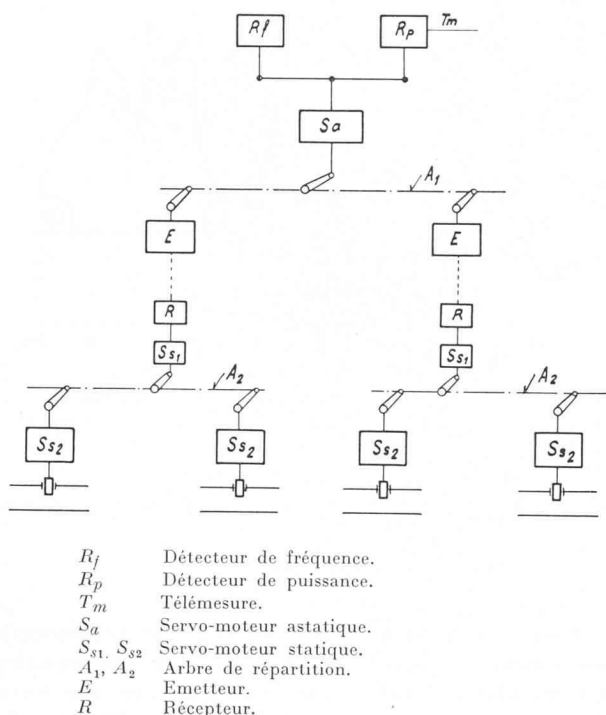 Rf Rp Tm
Sa
A1
E E
R R
Ss1 Ss1
A2 A2
Ss2 Ss2 Ss2 Ss2
Rf Détecteur de fréquence.
Rp Détecteur de puissance.
Tm Télémesure.
Sa Servo-moteur astatique.
Ss1. Ss2 Servo-moteur statique.
A1, A2 Arbre de répartition.
E Emetteur.
R Récepteur.